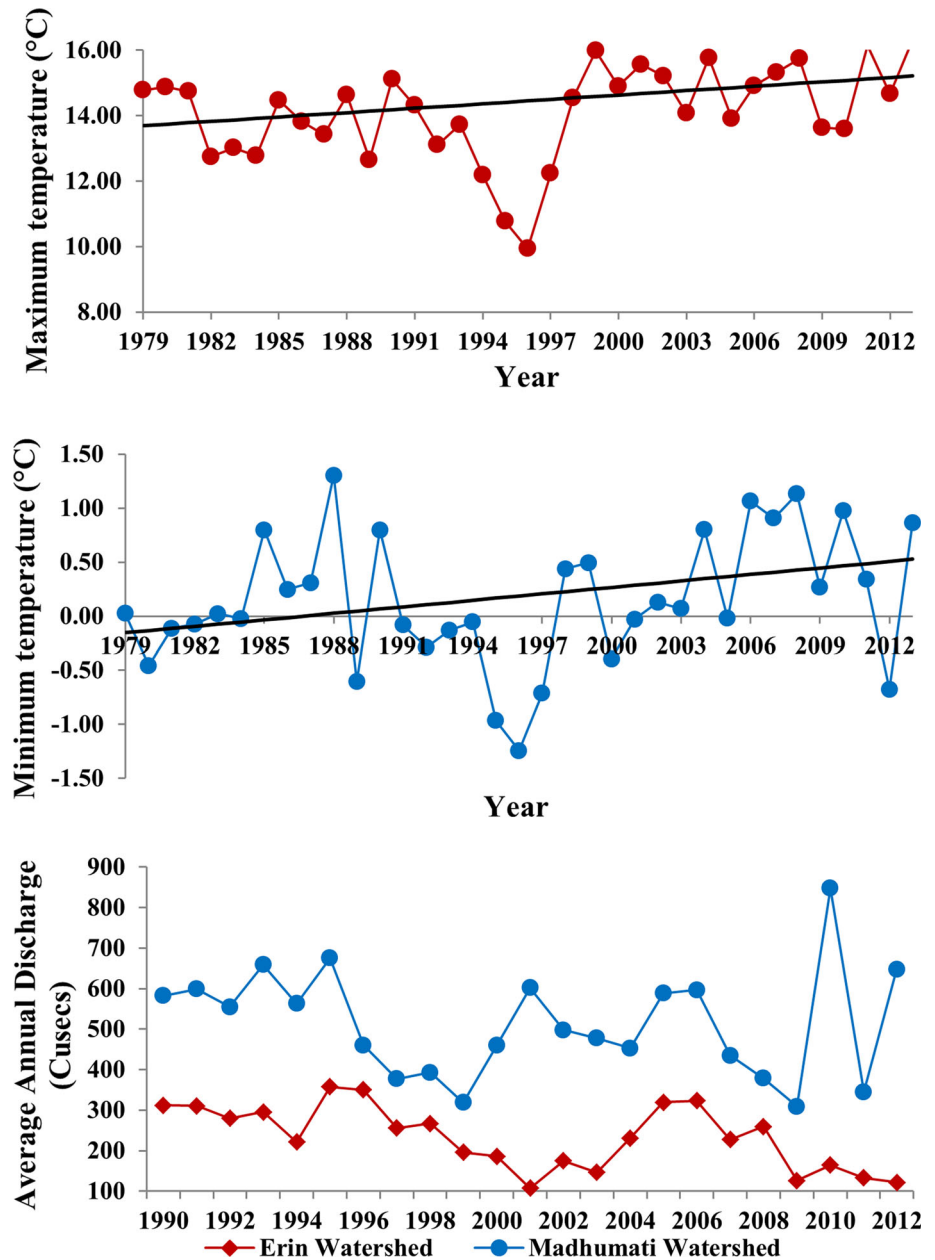 Maximum temperature (°C)
16.00
14.00
12.00
10.00
8.00
1979 1982 1985 1988 1991 1994 1997 2000 2003 2006 2009 2012
Year
Minimum temperature (°C)
1.50
1.00
0.50
0.00
-0.50
-1.00
-1.50
1979 1982 1985 1988 1991 1994 1997 2000 2003 2006 2009 2012
Year
Average Annual Discharge
(Cusecs)
900
800
700
600
500
400
300
200
100
1990 1992 1994 1996 1998 2000 2002 2004 2006 2008 2010 2012
Erin Watershed Madhumati Watershed